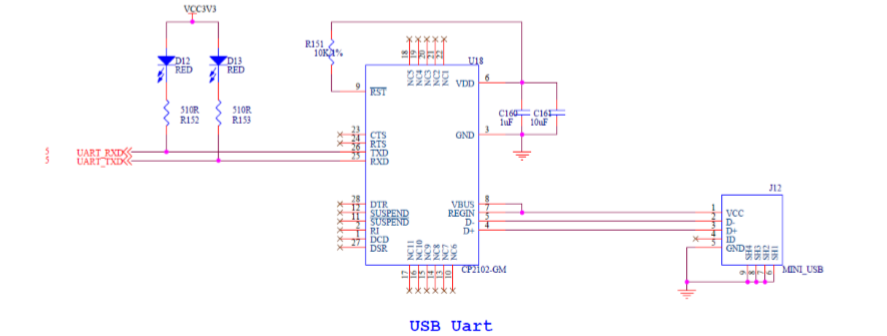 VCC3V3
D12
RED
D13
RED
510R
R152
510R
R153
5 UART_RXD
5 UART_TXD
R151
10K,1%
U18
18 19 20 21 22
NC5 NC4 NC3 NC2 NC1
9 RST
VDD 6
C160
1uF
C161
10uF
GND 3
23 CTS
24 RTS
26 TXD
25 RXD
28 DTR
12 SUSPEND
11 SUSPEND
2 RI
1 DCD
27 DSR
VBUS 8
REGIN 7
D- 5
D+ 4
NC11 NC10 NC9 NC8 NC7 NC6
17 16 15 14 13 10
CP2102-GM
J12
1 VCC
2 D-
3 D+
4 ID
5 GND
SH4 SH3 SH2 SH1
9 8 7 6
MINI_USB
USB Uart